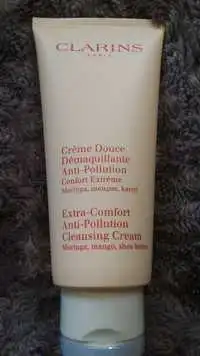 CLARINS
PARIS
Crème Douce
Démaquillante
Anti-Pollution
Confort Extrême
Moringa, mangue, karité
Extra-Comfort
Anti-Pollution
Cleansing Cream
Moringa, mango, shea butter